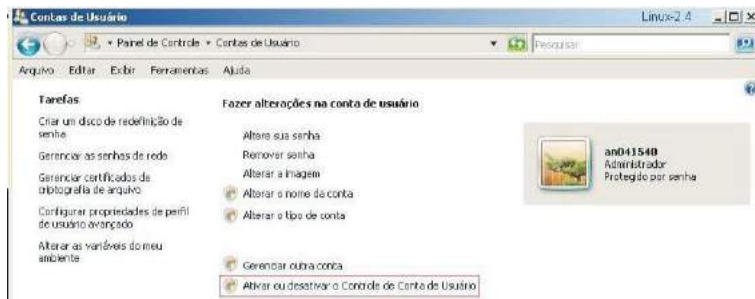 Contas de Usuário
Linux-2.4
Painel de Controle
Contas de Usuário
Pesquisar
Arquivo Editar Exibir Ferramentas Ajuda
Tarefas
Criar um disco de redefinição de
senha
Gerenciar as senhas de rede
Gerenciar certificados de
criptografia de arquivo
Configurar propriedades de perfil
de usuário avançado
Alterar as variáveis do meu
ambiente
Fazer alterações na conta de usuário
Altere sua senha
Remover senha
Alterar a imagem
Alterar o nome da conta
Alterar o tipo de conta
Gerenciar outra conta
Ativar ou desativar o Controle de Conta de Usuário
an041540
Administrador
Protegido por senha